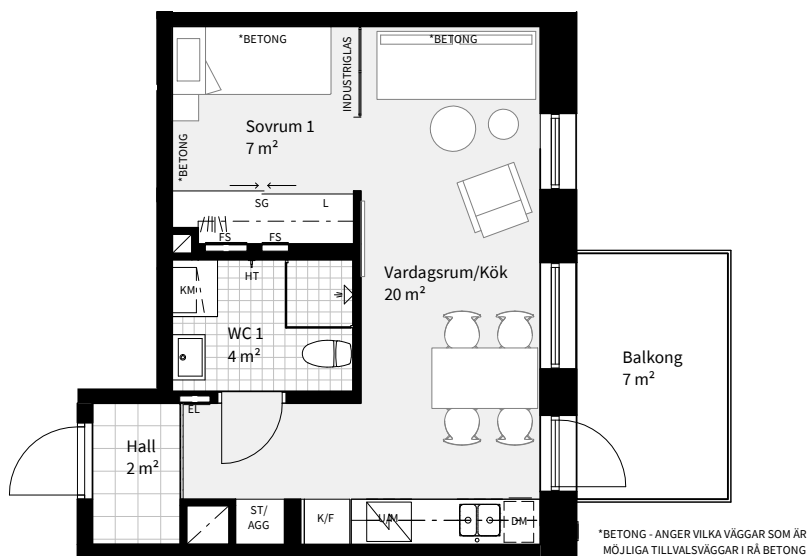 *BETONG
INDUSTRIGLAS
*BETONG
Sovrum 1
7 m²
*BETONG
SG
L
FS
FS
HT
KM
WC 1
4 m²
Vardagsrum/Kök
20 m²
Balkong
7 m²
EL
Hall
2 m²
ST/
AGG
K/F
U/M
DM
*BETONG - ANGER VILKA VÄGGAR SOM ÄR
MÖJLIGA TILLVALSVÄGGAR I RÅ BETONG